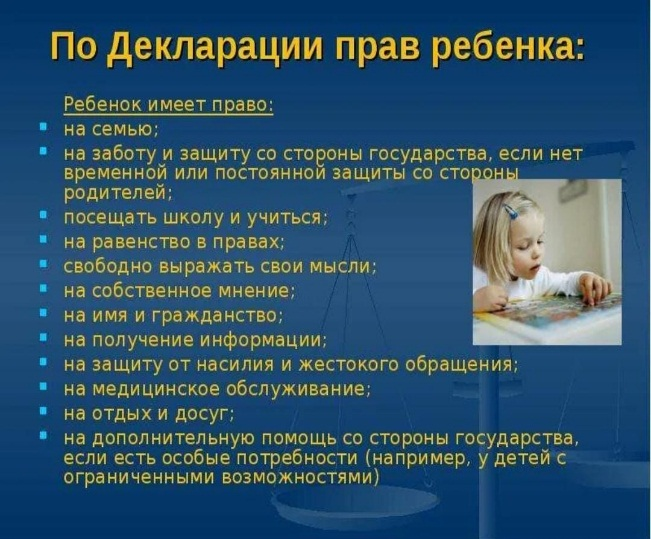 По Декларации прав ребенка:
Ребенок имеет право:
на семью;
на заботу и защиту со стороны государства, если нет
временной или постоянной защиты со стороны
родителей;
посещать школу и учиться;
на равенство в правах;
свободно выражать свои мысли;
на собственное мнение;
на имя и гражданство;
на получение информации;
на защиту от насилия и жестокого обращения;
на медицинское обслуживание;
на отдых и досуг;
на дополнительную помощь со стороны государства,
если есть особые потребности (например, у детей с
ограниченными возможностями)